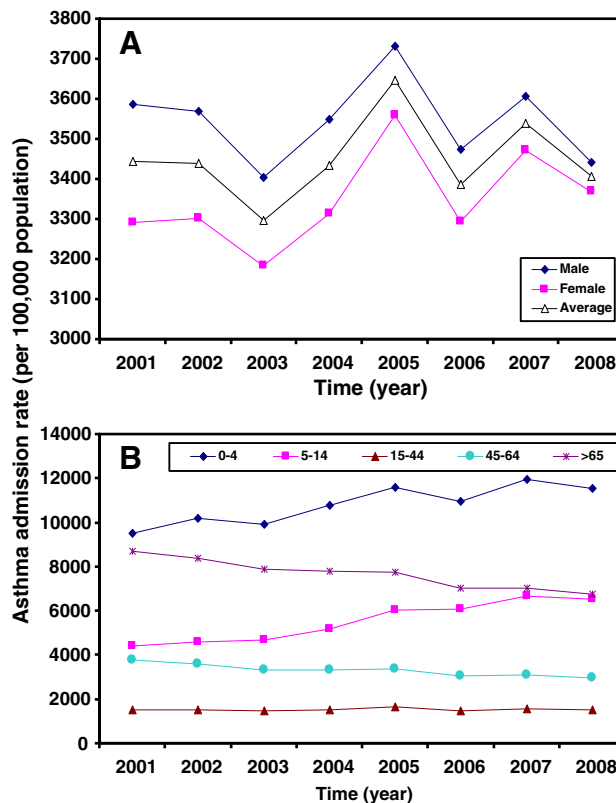 Asthma admission rate (per 100,000 population)
A
3800
3700
3600
3500
3400
3300
3200
3100
3000
Male
Female
Average
2001 2002 2003 2004 2005 2006 2007 2008
Time (year)
B
14000
12000
10000
8000
6000
4000
2000
0
0-4 5-14 15-44 45-64 >65
2001 2002 2003 2004 2005 2006 2007 2008
Time (year)